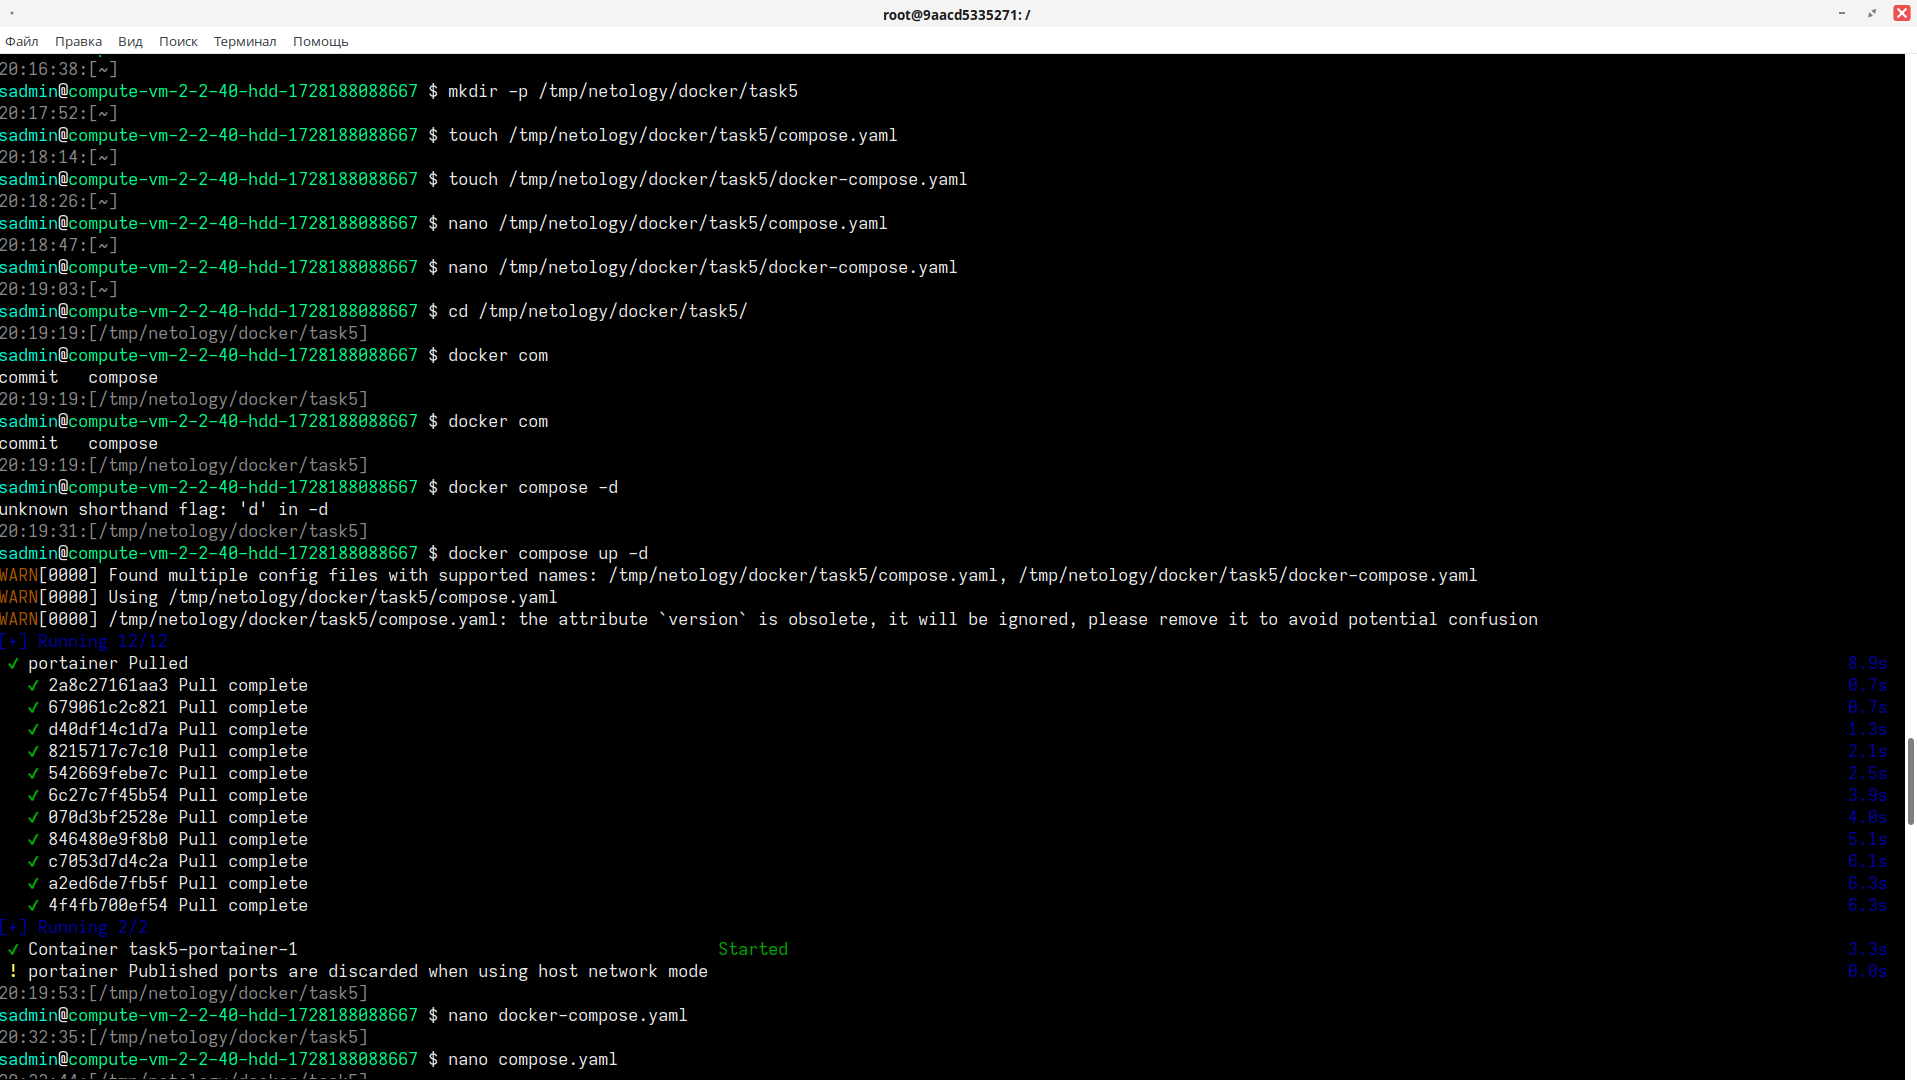 root@9aacd5335271: /
Файл Правка Вид Поиск Терминал Помощь
20:16:38:[~]
sadmin@compute-vm-2-2-40-hdd-1728188088667 $ mkdir -p /tmp/netology/docker/task5
20:17:52:[~]
sadmin@compute-vm-2-2-40-hdd-1728188088667 $ touch /tmp/netology/docker/task5/compose.yaml
20:18:14:[~]
sadmin@compute-vm-2-2-40-hdd-1728188088667 $ touch /tmp/netology/docker/task5/docker-compose.yaml
20:18:26:[~]
sadmin@compute-vm-2-2-40-hdd-1728188088667 $ nano /tmp/netology/docker/task5/compose.yaml
20:18:47:[~]
sadmin@compute-vm-2-2-40-hdd-1728188088667 $ nano /tmp/netology/docker/task5/docker-compose.yaml
20:19:03:[~]
sadmin@compute-vm-2-2-40-hdd-1728188088667 $ cd /tmp/netology/docker/task5/
20:19:19:[/tmp/netology/docker/task5]
sadmin@compute-vm-2-2-40-hdd-1728188088667 $ docker com
commit   compose
20:19:19:[/tmp/netology/docker/task5]
sadmin@compute-vm-2-2-40-hdd-1728188088667 $ docker com
commit   compose
20:19:19:[/tmp/netology/docker/task5]
sadmin@compute-vm-2-2-40-hdd-1728188088667 $ docker compose -d
unknown shorthand flag: 'd' in -d
20:19:31:[/tmp/netology/docker/task5]
sadmin@compute-vm-2-2-40-hdd-1728188088667 $ docker compose up -d
WARN[0000] Found multiple config files with supported names: /tmp/netology/docker/task5/compose.yaml, /tmp/netology/docker/task5/docker-compose.yaml
WARN[0000] Using /tmp/netology/docker/task5/compose.yaml
WARN[0000] /tmp/netology/docker/task5/compose.yaml: the attribute `version` is obsolete, it will be ignored, please remove it to avoid potential confusion
[+] Running 12/12
✓ portainer Pulled 8.9s
✓ 2a8c27161aa3 Pull complete 0.7s
✓ 679061c2c821 Pull complete 0.7s
✓ d40df14c1d7a Pull complete 1.3s
✓ 8215717c7c10 Pull complete 2.1s
✓ 542669febe7c Pull complete 2.5s
✓ 6c27c7f45b54 Pull complete 3.9s
✓ 070d3bf2528e Pull complete 4.0s
✓ 846480e9f8b0 Pull complete 5.1s
✓ c7053d7d4c2a Pull complete 6.1s
✓ a2ed6de7fb5f Pull complete 6.3s
✓ 4f4fb700ef54 Pull complete 6.3s
[+] Running 2/2
✓ Container task5-portainer-1 Started 3.3s
! portainer Published ports are discarded when using host network mode 0.0s
20:19:53:[/tmp/netology/docker/task5]
sadmin@compute-vm-2-2-40-hdd-1728188088667 $ nano docker-compose.yaml
20:32:35:[/tmp/netology/docker/task5]
sadmin@compute-vm-2-2-40-hdd-1728188088667 $ nano compose.yaml